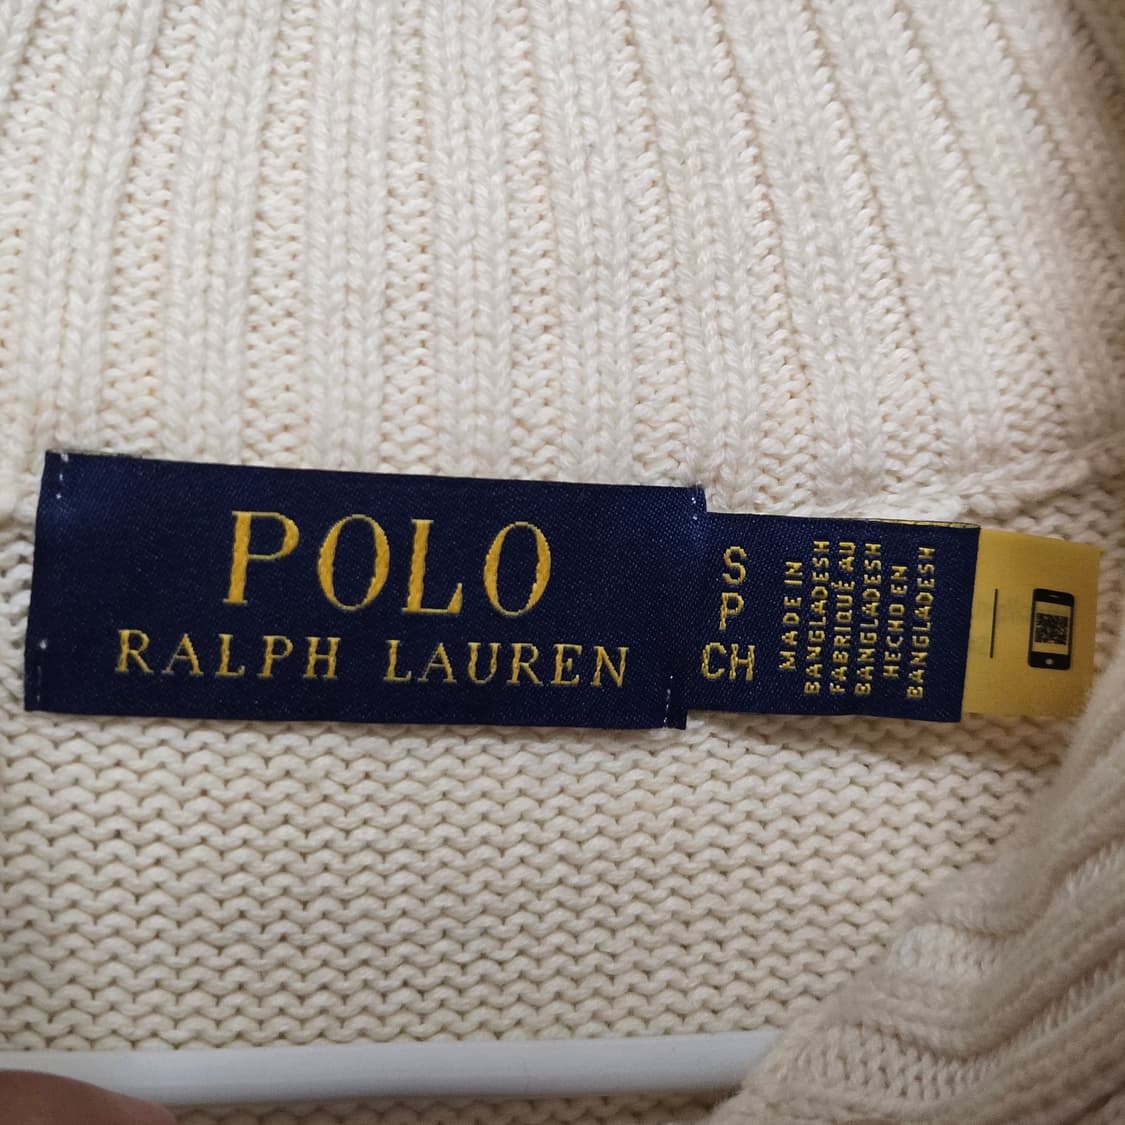 POLO
RALPH LAUREN
S
P
CH
MADE IN
BANGLADESH
FABRIQUÉ AU
BANGLADESH
HECHO EN
BANGLADESH